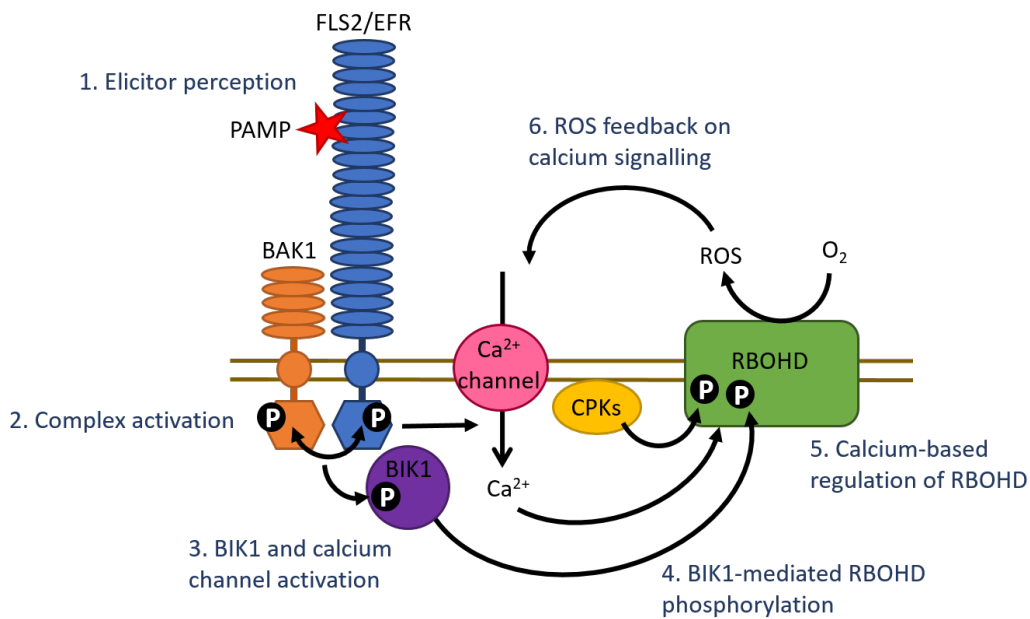 FLS2/EFR
1. Elicitor perception
PAMP
6. ROS feedback on
calcium signalling
BAK1
ROS
O₂
Ca²⁺
channel
RBOHD
P
P
CPKs
2. Complex activation
P
P
BIK1
P
Ca²⁺
5. Calcium-based
regulation of RBOHD
3. BIK1 and calcium
channel activation
4. BIK1-mediated RBOHD
phosphorylation